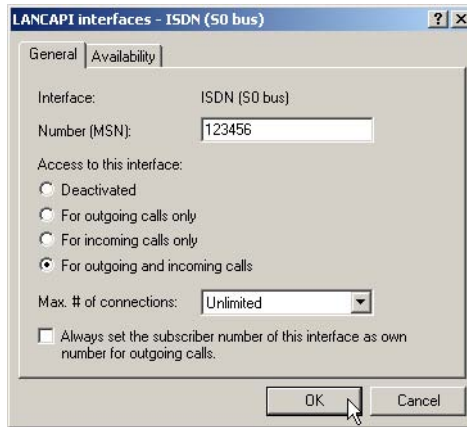 LANCAPI interfaces - ISDN (S0 bus)
General
Availability
Interface: ISDN (S0 bus)
Number (MSN): 123456
Access to this interface:
Deactivated
For outgoing calls only
For incoming calls only
For outgoing and incoming calls
Max. # of connections: Unlimited
Always set the subscriber number of this interface as own
number for outgoing calls.
OK
Cancel